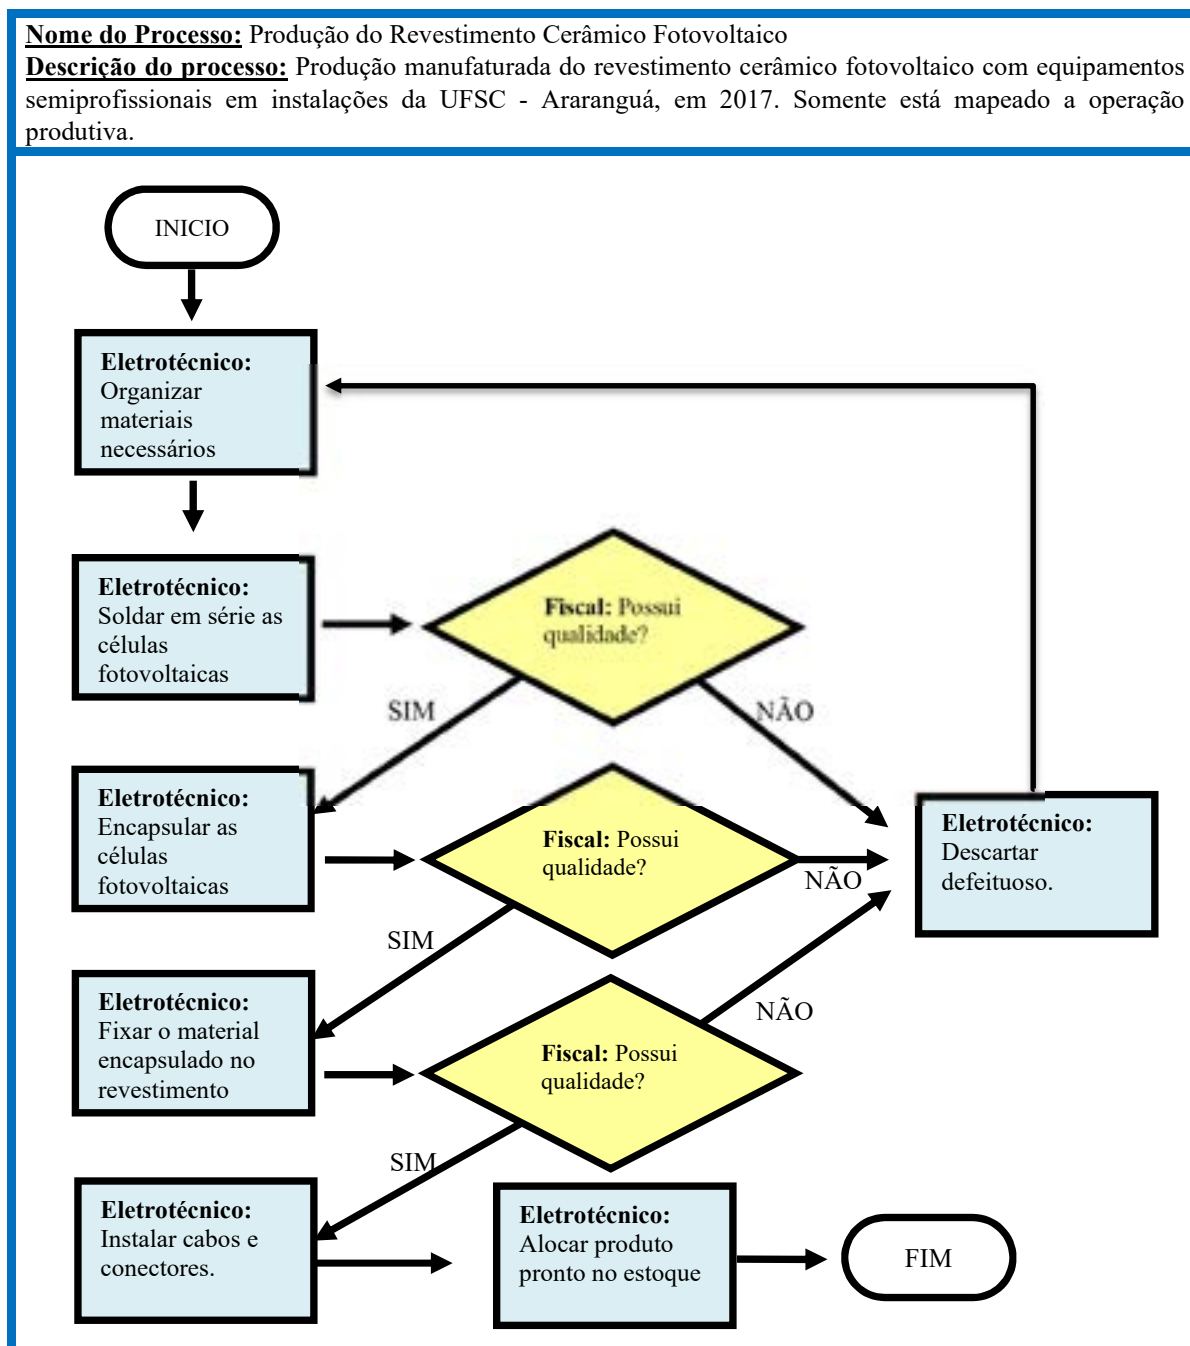 Nome do Processo: Produção do Revestimento Cerâmico Fotovoltaico
Descrição do processo: Produção manufaturada do revestimento cerâmico fotovoltaico com equipamentos
semiprofissionais em instalações da UFSC - Araranguá, em 2017. Somente está mapeado a operação
produtiva.
INICIO
Eletrotécnico:
Organizar
materiais
necessários
Eletrotécnico:
Soldar em série as
células
fotovoltaicas
Fiscal: Possui
qualidade?
SIM
NÃO
Eletrotécnico:
Encapsular as
células
fotovoltaicas
Fiscal: Possui
qualidade?
NÃO
Eletrotécnico:
Descartar
defeituoso.
SIM
Eletrotécnico:
Fixar o material
encapsulado no
revestimento
Fiscal: Possui
qualidade?
NÃO
SIM
Eletrotécnico:
Instalar cabos e
conectores.
Eletrotécnico:
Alocar produto
pronto no estoque
FIM